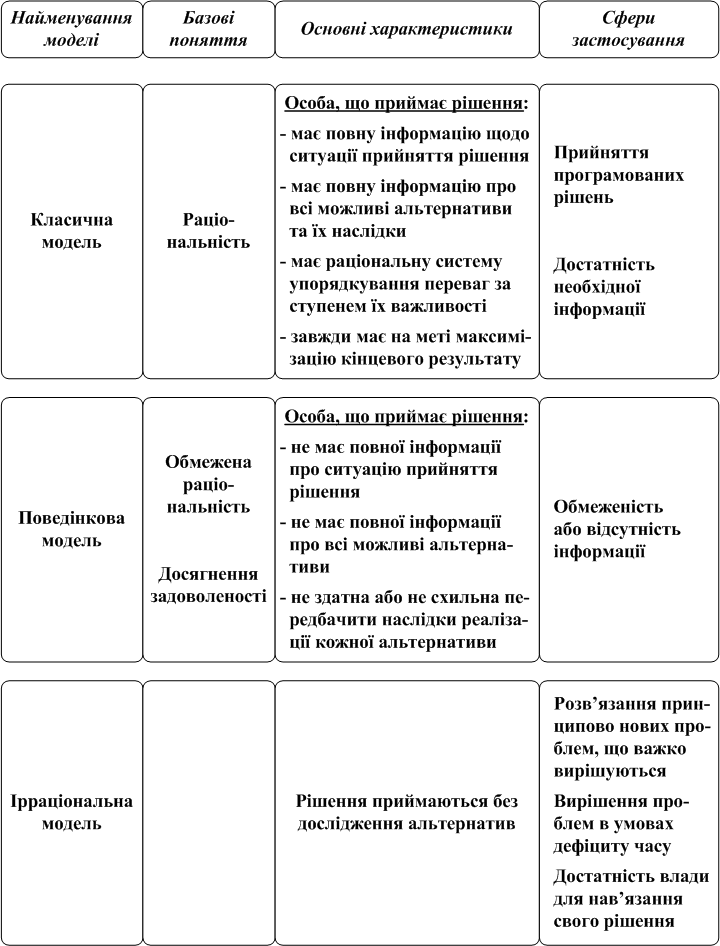 Найменування
моделі
Базові
поняття
Основні характеристики
Сфери
застосування
Класична
модель
Раціо-
нальність
Особа, що приймає рішення:
- має повну інформацію щодо
ситуації прийняття рішення
- має повну інформацію про
всі можливі альтернативи
та їх наслідки
- має раціональну систему
упорядкування переваг за
ступенем їх важливості
- завжди має на меті максимі-
зацію кінцевого результату
Прийняття
програмованих
рішень
Достатність
необхідної
інформації
Поведінкова
модель
Обмежена
раціо-
нальність
Досягнення
задоволеності
Особа, що приймає рішення:
- не має повної інформації
про ситуацію прийняття
рішення
- не має повної інформації
про всі можливі альтерна-
тиви
- не здатна або не схильна пе-
редбачити наслідки реаліза-
ції кожної альтернативи
Обмеженість
або відсутність
інформації
Ірраціональна
модель
Рішення приймаються без
дослідження альтернатив
Розв’язання прин-
ципово нових про-
блем, що важко
вирішуються
Вирішення про-
блем в умовах
дефіциту часу
Достатність влади
для нав’язання
свого рішення